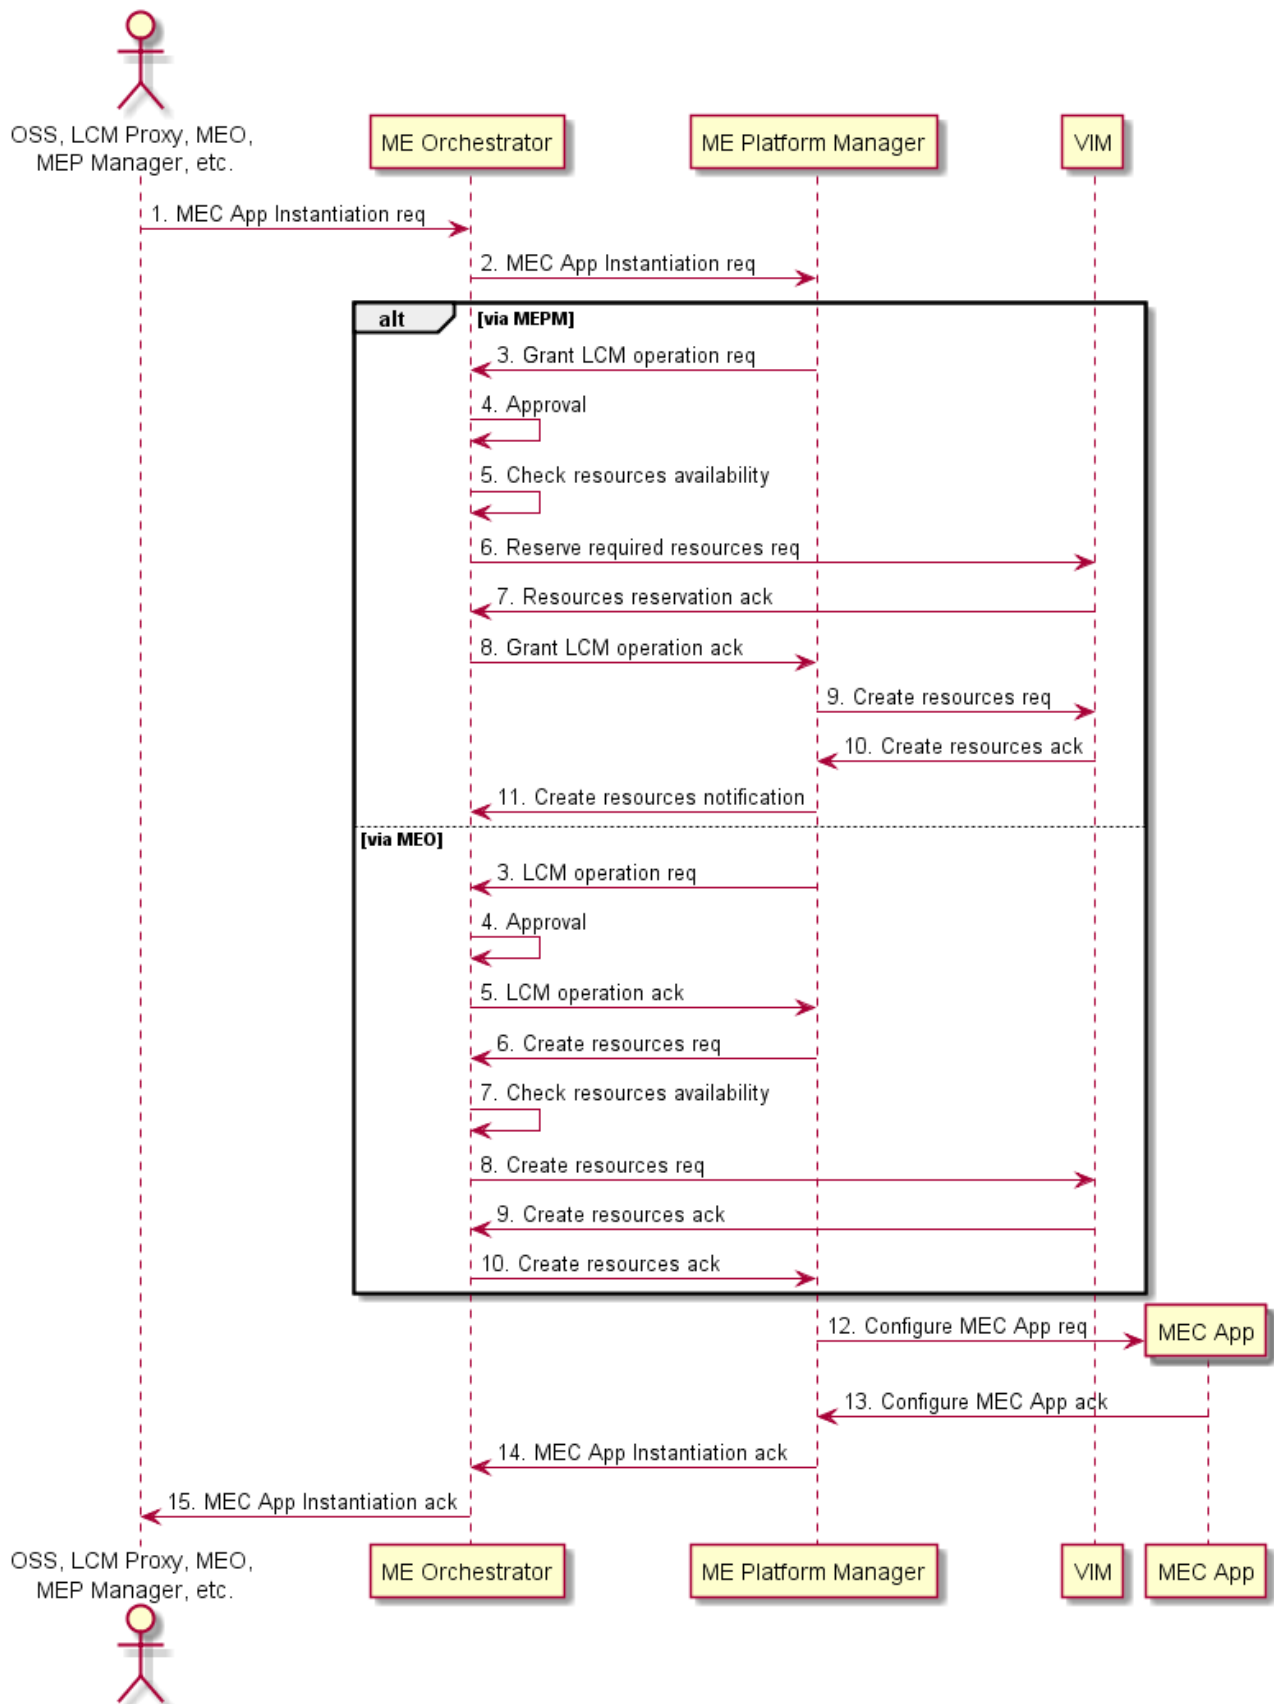 OSS, LCM Proxy, MEO,
MEP Manager, etc.
ME Orchestrator
ME Platform Manager
VIM
1. MEC App Instantiation req
2. MEC App Instantiation req
alt
[via MEPM]
3. Grant LCM operation req
4. Approval
5. Check resources availability
6. Reserve required resources req
7. Resources reservation ack
8. Grant LCM operation ack
9. Create resources req
10. Create resources ack
11. Create resources notification
[via MEO]
3. LCM operation req
4. Approval
5. LCM operation ack
6. Create resources req
7. Check resources availability
8. Create resources req
9. Create resources ack
10. Create resources ack
12. Configure MEC App req
MEC App
13. Configure MEC App ack
14. MEC App Instantiation ack
15. MEC App Instantiation ack
OSS, LCM Proxy, MEO,
MEP Manager, etc.
ME Orchestrator
ME Platform Manager
VIM
MEC App